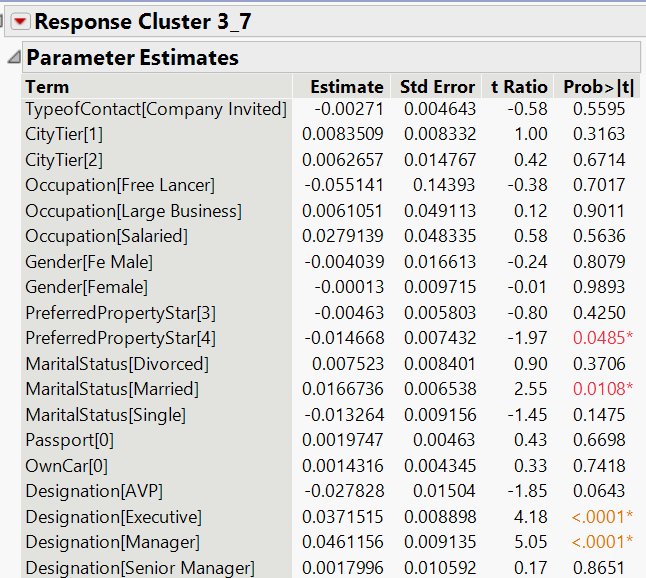 Response Cluster 3_7
Parameter Estimates
Term Estimate Std Error t Ratio Prob>|t|
TypeofContact[Company Invited] -0.00271 0.004643 -0.58 0.5595
CityTier[1] 0.0083509 0.008332 1.00 0.3163
CityTier[2] 0.0062657 0.014767 0.42 0.6714
Occupation[Free Lancer] -0.055141 0.14393 -0.38 0.7017
Occupation[Large Business] 0.0061051 0.049113 0.12 0.9011
Occupation[Salaried] 0.0279139 0.048335 0.58 0.5636
Gender[Fe Male] -0.004039 0.016613 -0.24 0.8079
Gender[Female] -0.00013 0.009715 -0.01 0.9893
PreferredPropertyStar[3] -0.00463 0.005803 -0.80 0.4250
PreferredPropertyStar[4] -0.014668 0.007432 -1.97 0.0485*
MaritalStatus[Divorced] 0.007523 0.008401 0.90 0.3706
MaritalStatus[Married] 0.0166736 0.006538 2.55 0.0108*
MaritalStatus[Single] -0.013264 0.009156 -1.45 0.1475
Passport[0] 0.0019747 0.00463 0.43 0.6698
OwnCar[0] 0.0014316 0.004345 0.33 0.7418
Designation[AVP] -0.027828 0.01504 -1.85 0.0643
Designation[Executive] 0.0371515 0.008898 4.18 <.0001*
Designation[Manager] 0.0461156 0.009135 5.05 <.0001*
Designation[Senior Manager] 0.0017996 0.010592 0.17 0.8651